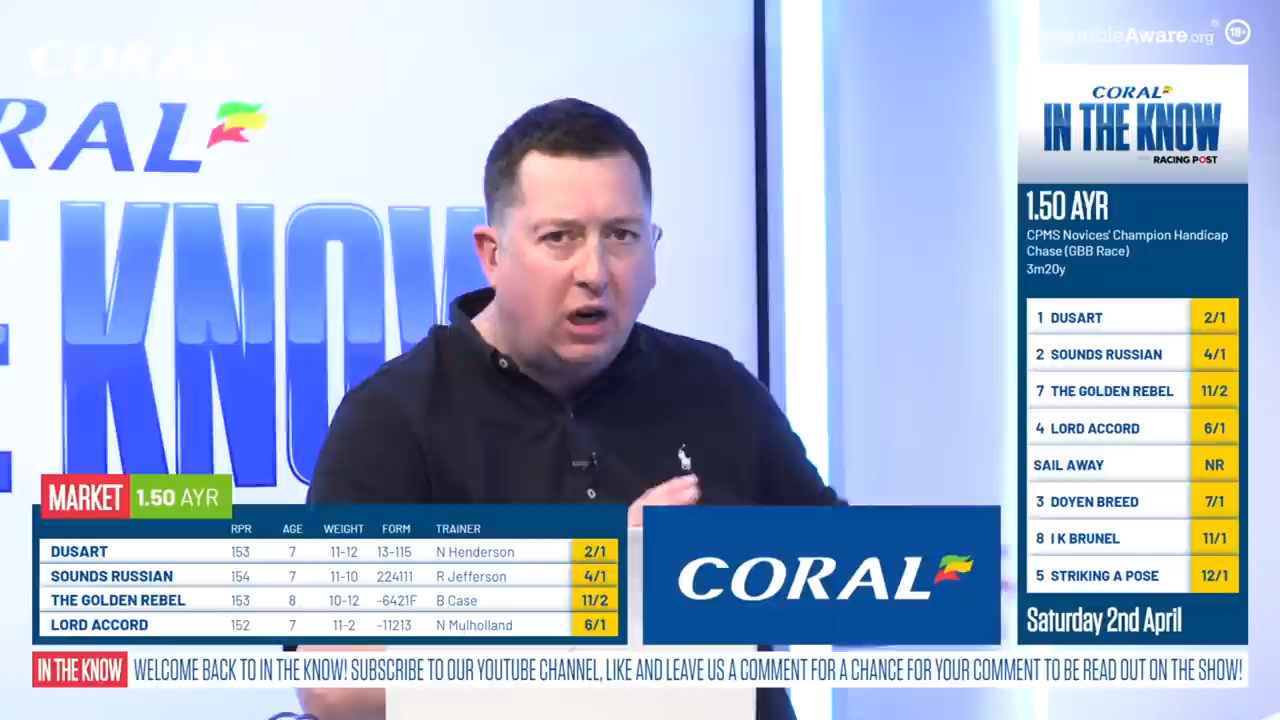 CORAL
Aware.org
18+
RAL
KNOW
CORAL
IN THE KNOW
RACING POST
1.50 AYR
CPMS Novices' Champion Handicap
Chase (GBB Race)
3m20y
1 DUSART 2/1
2 SOUNDS RUSSIAN 4/1
7 THE GOLDEN REBEL 11/2
4 LORD ACCORD 6/1
SAIL AWAY NR
3 DOYEN BREED 7/1
8 I K BRUNEL 11/1
5 STRIKING A POSE 12/1
Saturday 2nd April
MARKET 1.50 AYR
RPR AGE WEIGHT FORM TRAINER
DUSART 153 7 11-12 13-115 N Henderson 2/1
SOUNDS RUSSIAN 154 7 11-10 224111 R Jefferson 4/1
THE GOLDEN REBEL 153 8 10-12 -6421F B Case 11/2
LORD ACCORD 152 7 11-2 -11213 N Mulholland 6/1
CORAL
IN THE KNOW WELCOME BACK TO IN THE KNOW! SUBSCRIBE TO OUR YOUTUBE CHANNEL, LIKE AND LEAVE US A COMMENT FOR A CHANCE FOR YOUR COMMENT TO BE READ OUT ON THE SHOW!